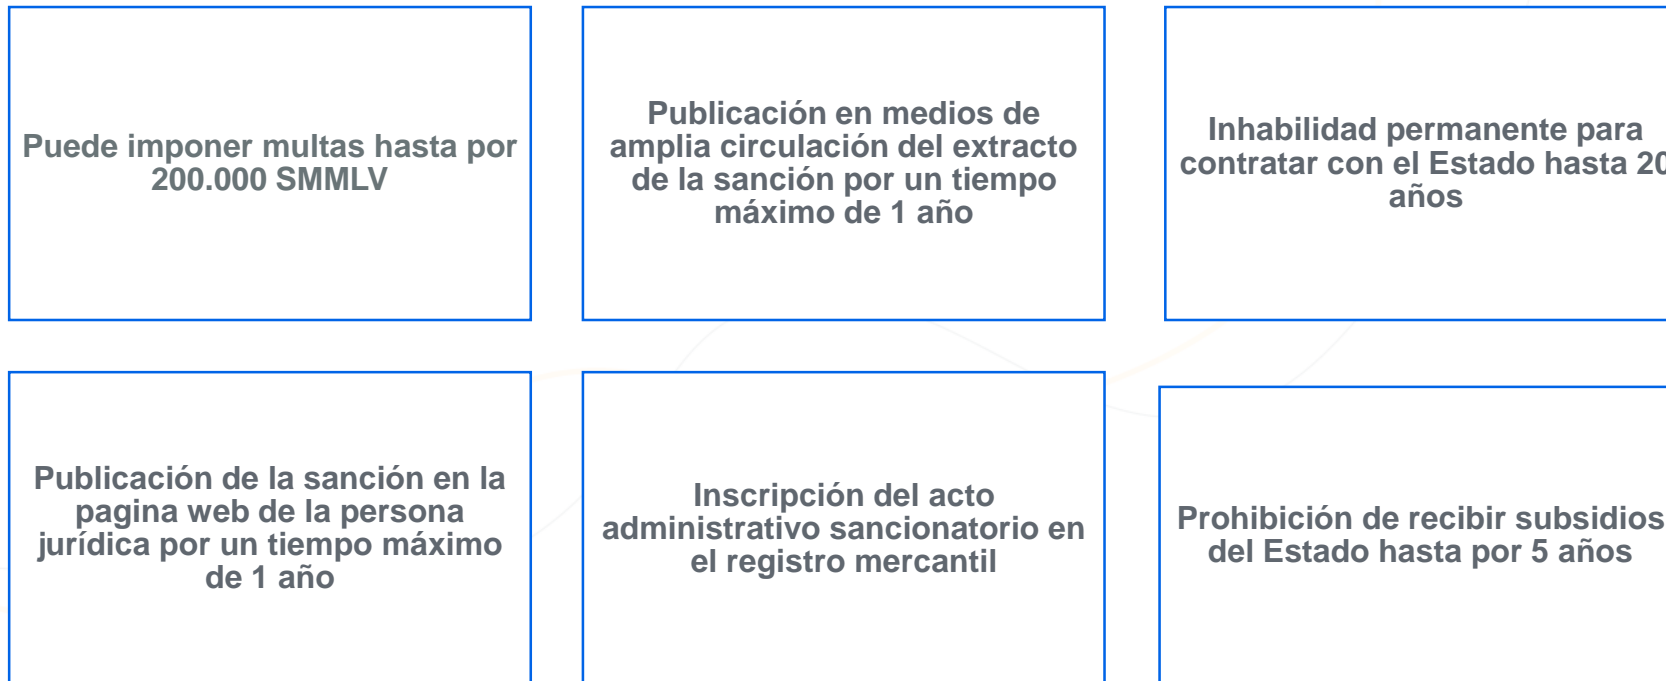 Puede imponer multas hasta por
200.000 SMMLV
Publicación en medios de
amplia circulación del extracto
de la sanción por un tiempo
máximo de 1 año
Inhabilidad permanente para
contratar con el Estado hasta 20
años
Publicación de la sanción en la
pagina web de la persona
jurídica por un tiempo máximo
de 1 año
Inscripción del acto
administrativo sancionatorio en
el registro mercantil
Prohibición de recibir subsidios
del Estado hasta por 5 años